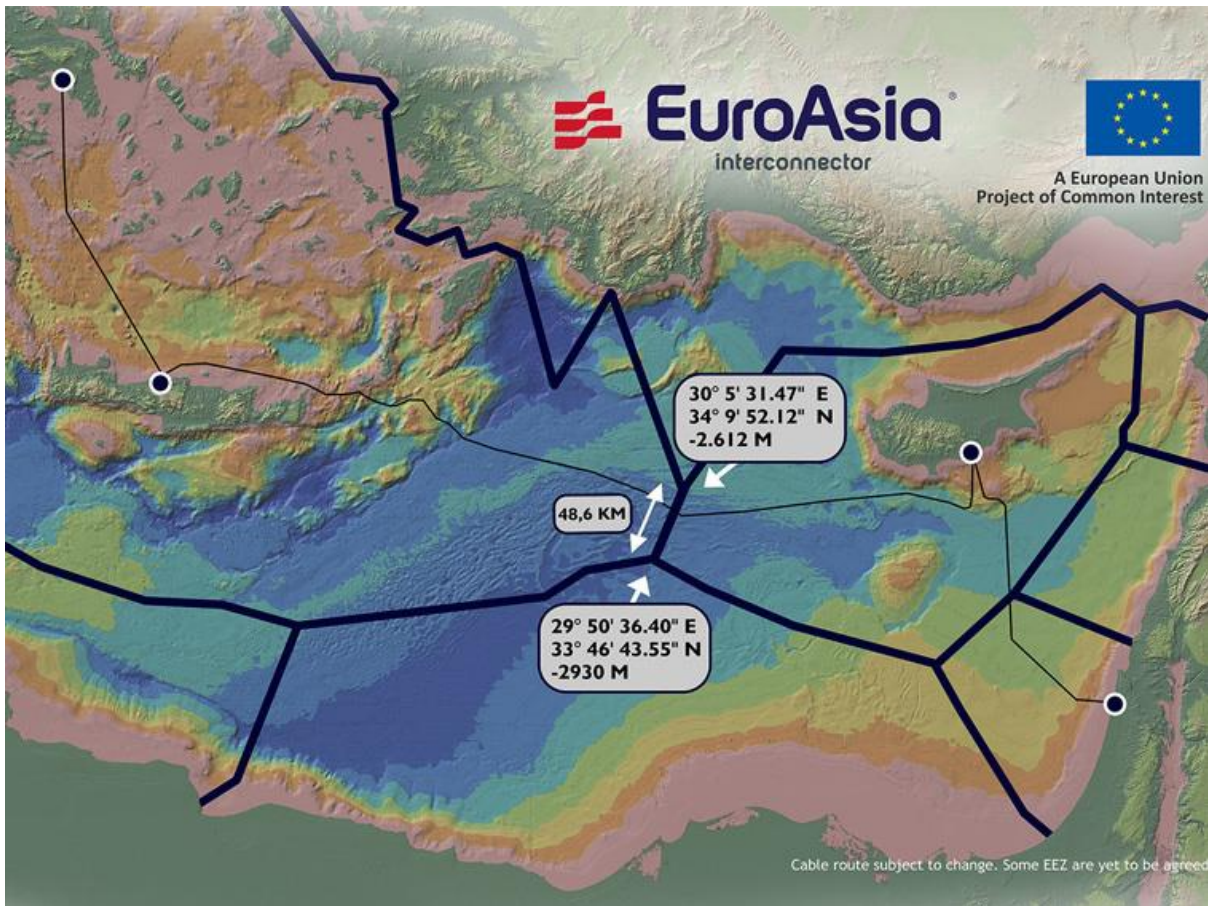 EuroAsia®
interconnector
A European Union
Project of Common Interest
30° 5' 31.47" E
34° 9' 52.12" N
-2.612 M
48,6 KM
29° 50' 36.40" E
33° 46' 43.55" N
-2930 M
Cable route subject to change. Some EEZ are yet to be agreed